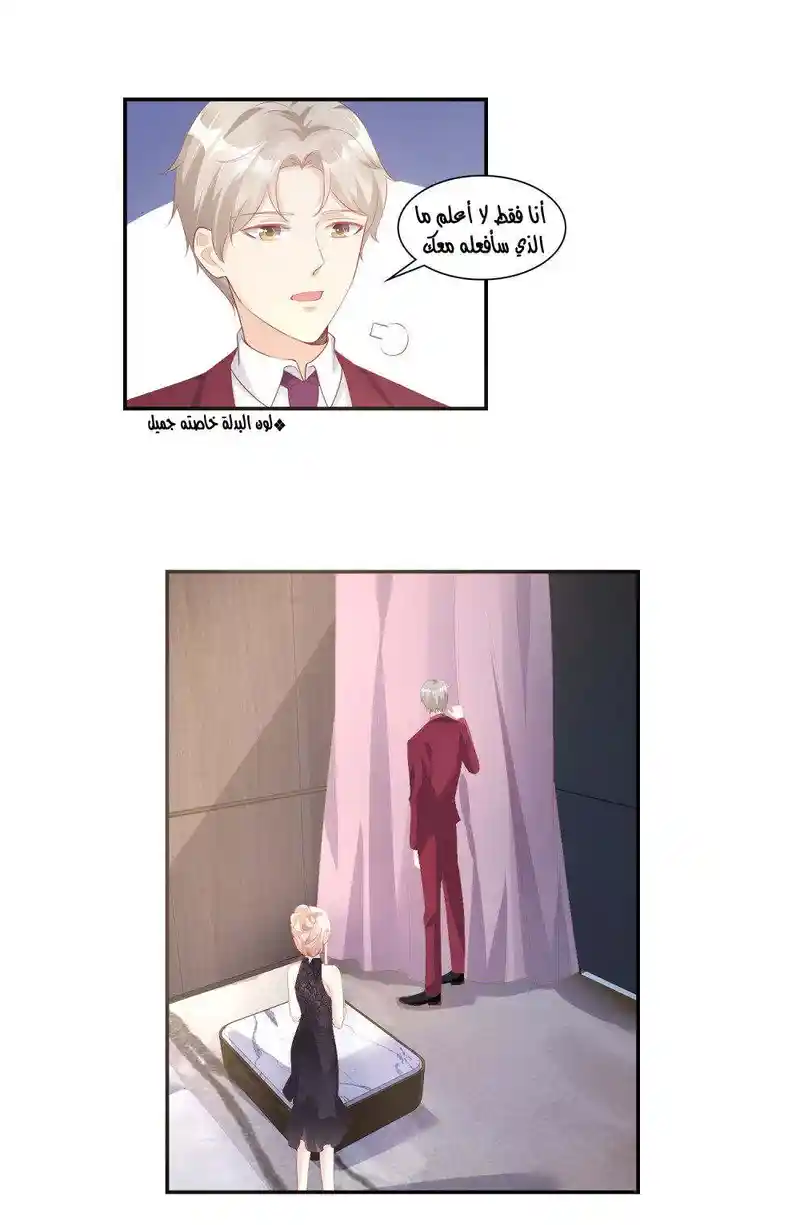 أنا فقط لا أعلم ما
الذي سأفعله معك
❖لون البدلة خاصته جميل